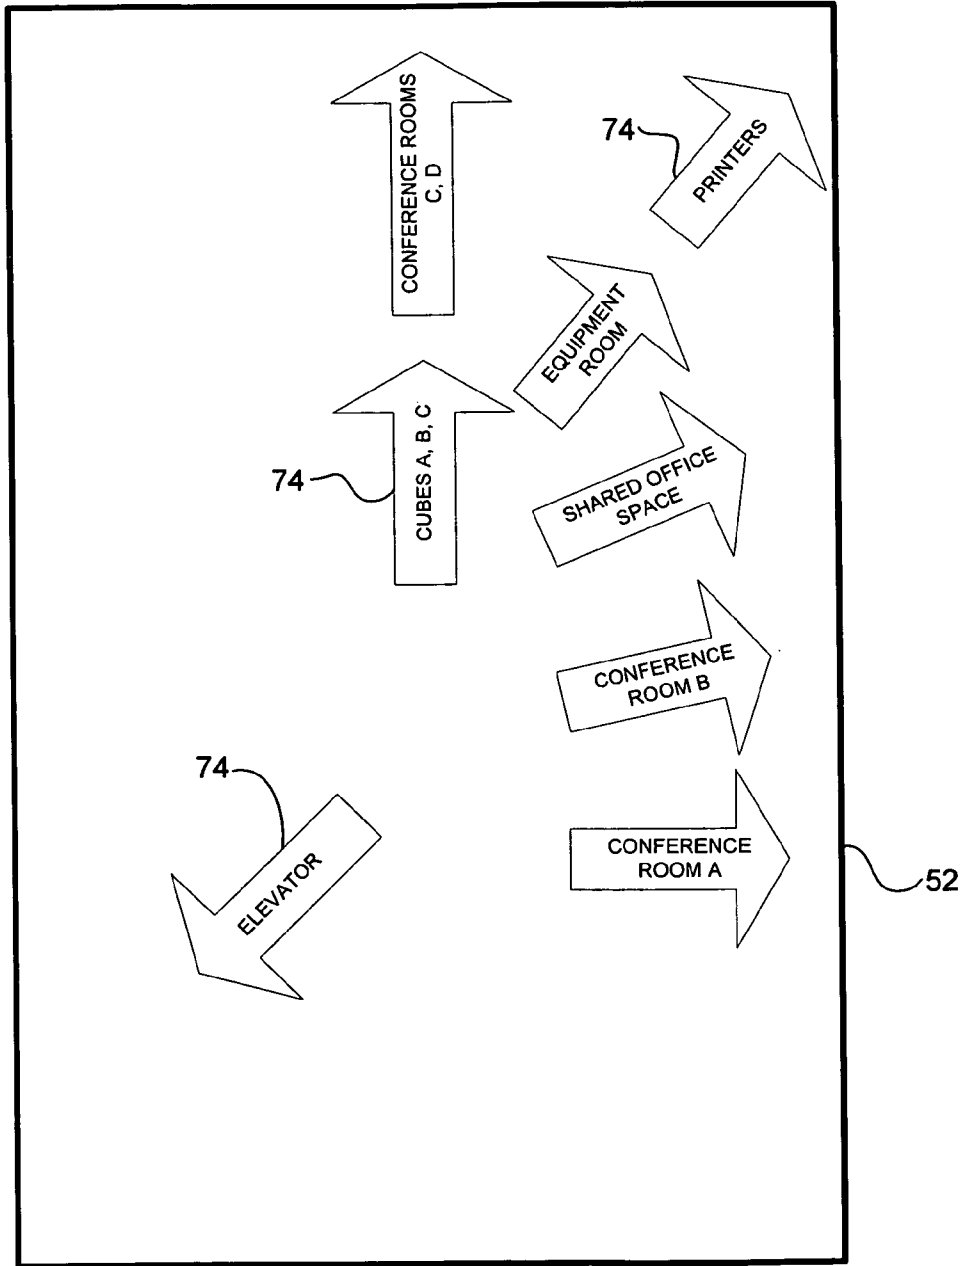 CONFERENCE ROOMS
C, D
74
PRINTERS
EQUIPMENT
ROOM
74
CUBES A, B, C
SHARED OFFICE
SPACE
CONFERENCE
ROOM B
74
ELEVATOR
CONFERENCE
ROOM A
52